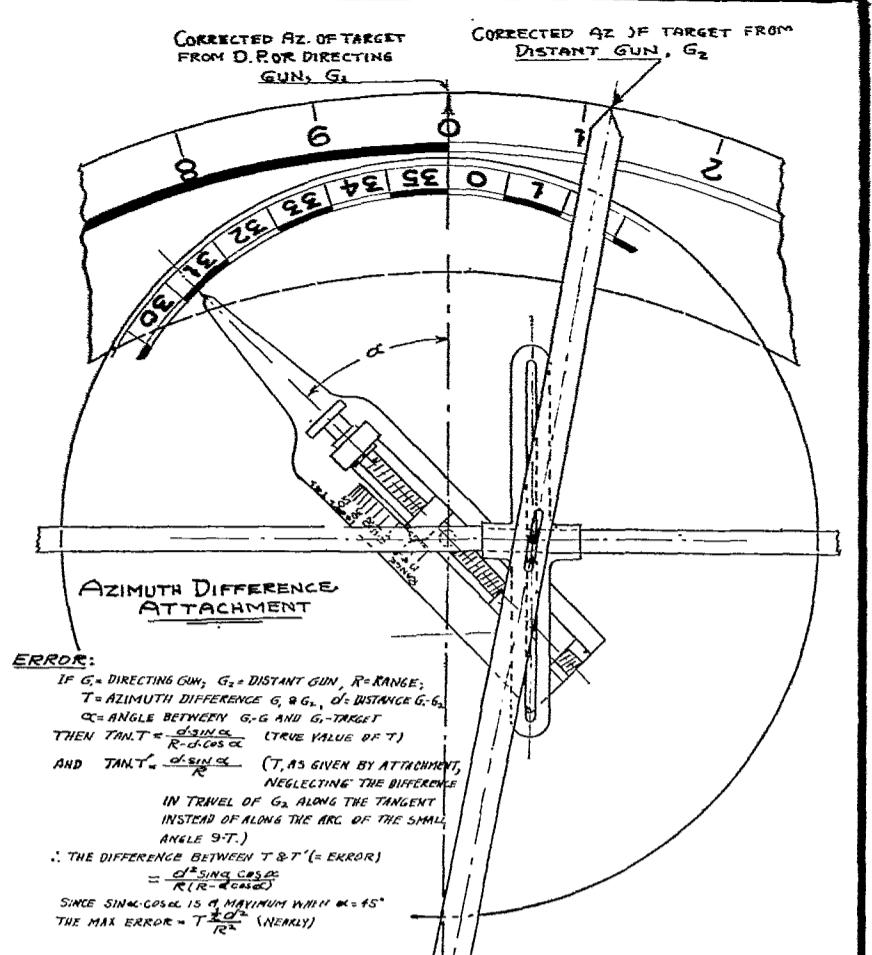 CORRECTED AZ. OF TARGET
FROM D.P. OR DIRECTING
GUN, G₁
CORRECTED AZ OF TARGET FROM
DISTANT GUN, G₂
8
9
0
1
2
30
31
32
33
34
35
0
1
α
RANGE
AZIMUTH DIFFERENCE
ATTACHMENT
ERROR:
IF G₁= DIRECTING GUN; G₂= DISTANT GUN, R=RANGE;
T= AZIMUTH DIFFERENCE G₁ & G₂, d= DISTANCE G₁-G₂
α= ANGLE BETWEEN G₁-G AND G₁-TARGET
THEN TAN.T = d·SIN α / R-d·COS α (TRUE VALUE OF T)
AND TAN.T'= d·SIN α / R (T, AS GIVEN BY ATTACHMENT,
NEGLECTING THE DIFFERENCE
IN TRAVEL OF G₂ ALONG THE TANGENT
INSTEAD OF ALONG THE ARC OF THE SMALL
ANGLE 9-T.)
∴ THE DIFFERENCE BETWEEN T & T' (= ERROR)
= d² SIN α COS α / R(R-d COS α)
SINCE SIN α·COS α IS A MAXIMUM WHEN α=45°
THE MAX ERROR = T ½d² / R² (NEARLY)